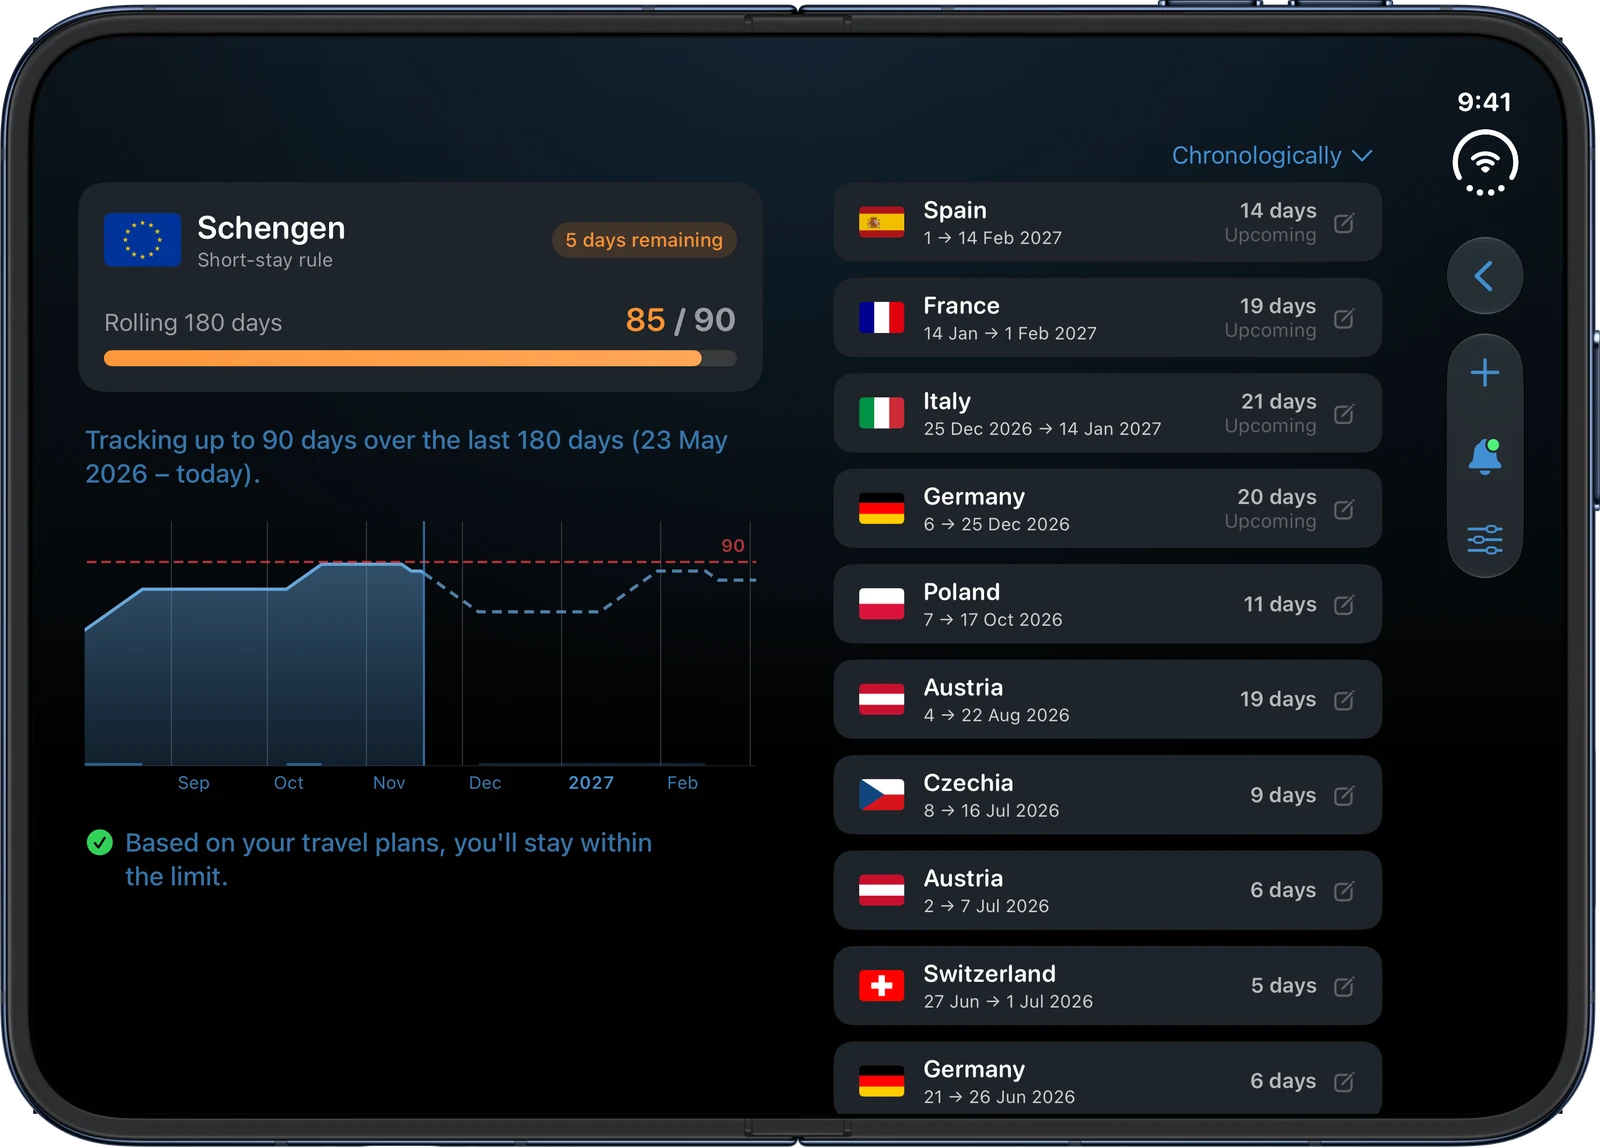 9:41
Chronologically
Schengen
Short-stay rule
5 days remaining
Rolling 180 days
85 / 90
Tracking up to 90 days over the last 180 days (23 May
2026 – today).
90
Sep Oct Nov Dec 2027 Feb
Based on your travel plans, you'll stay within
the limit.
Spain
14 days
1 → 14 Feb 2027
Upcoming
France
19 days
14 Jan → 1 Feb 2027
Upcoming
Italy
21 days
25 Dec 2026 → 14 Jan 2027
Upcoming
Germany
20 days
6 → 25 Dec 2026
Upcoming
Poland
11 days
7 → 17 Oct 2026
Austria
19 days
4 → 22 Aug 2026
Czechia
9 days
8 → 16 Jul 2026
Austria
6 days
2 → 7 Jul 2026
Switzerland
5 days
27 Jun → 1 Jul 2026
Germany
6 days
21 → 26 Jun 2026